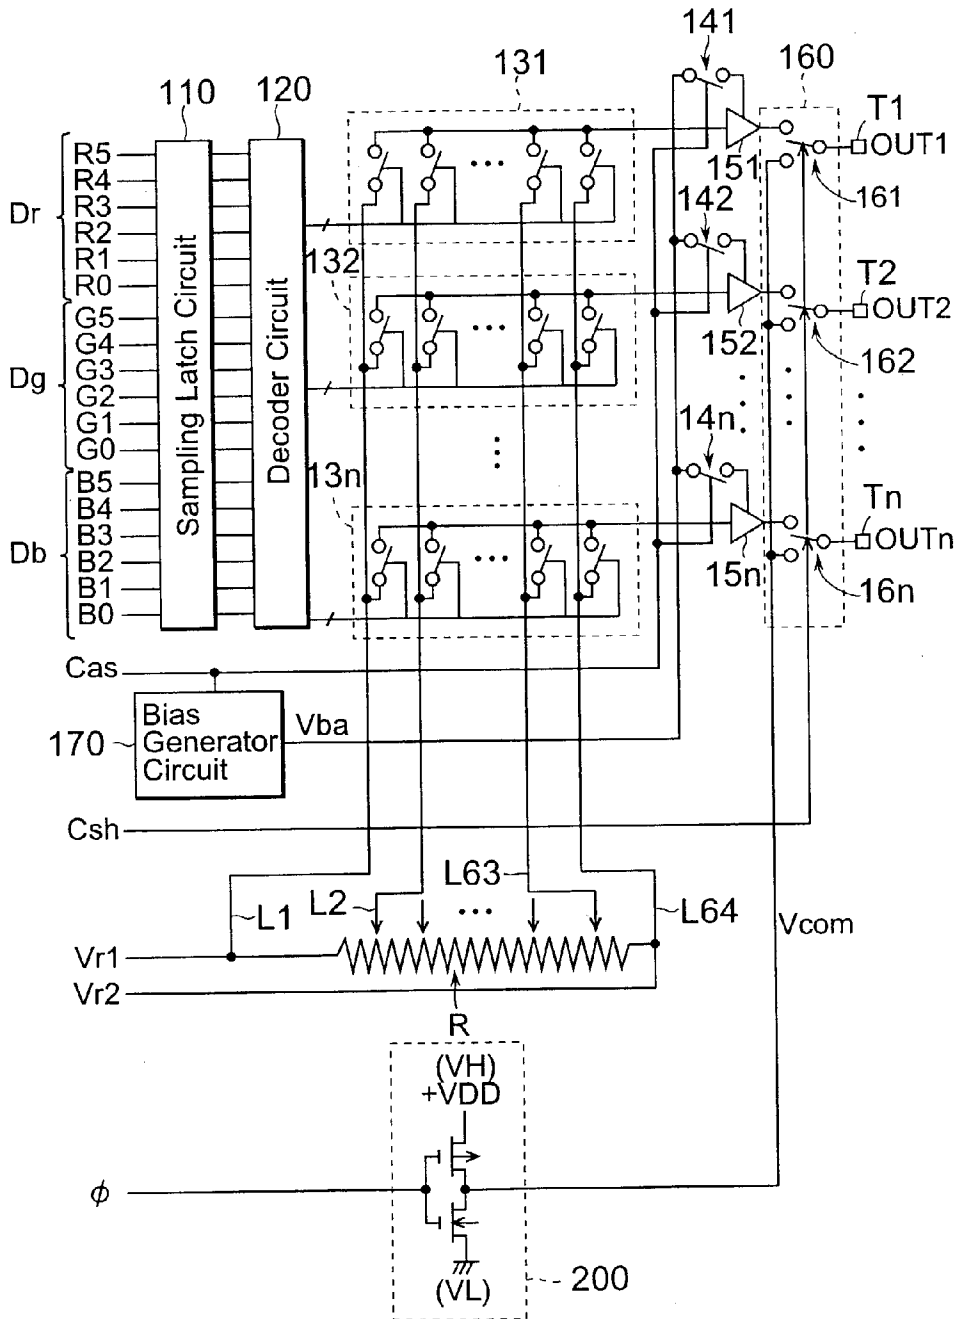 141
131
160
110
120
T1
R5
R4
R3
R2
R1
R0
Dr
OUT1
151
161
142
132
T2
OUT2
152
162
G5
G4
G3
G2
G1
G0
Dg
Sampling Latch Circuit
Decoder Circuit
14n
13n
Tn
OUTn
15n
16n
B5
B4
B3
B2
B1
B0
Db
Cas
Bias
Generator
Circuit
170
Vba
Csh
L63
L2
L1
L64
Vcom
Vr1
Vr2
R
(VH)
+VDD
ϕ
(VL)
200